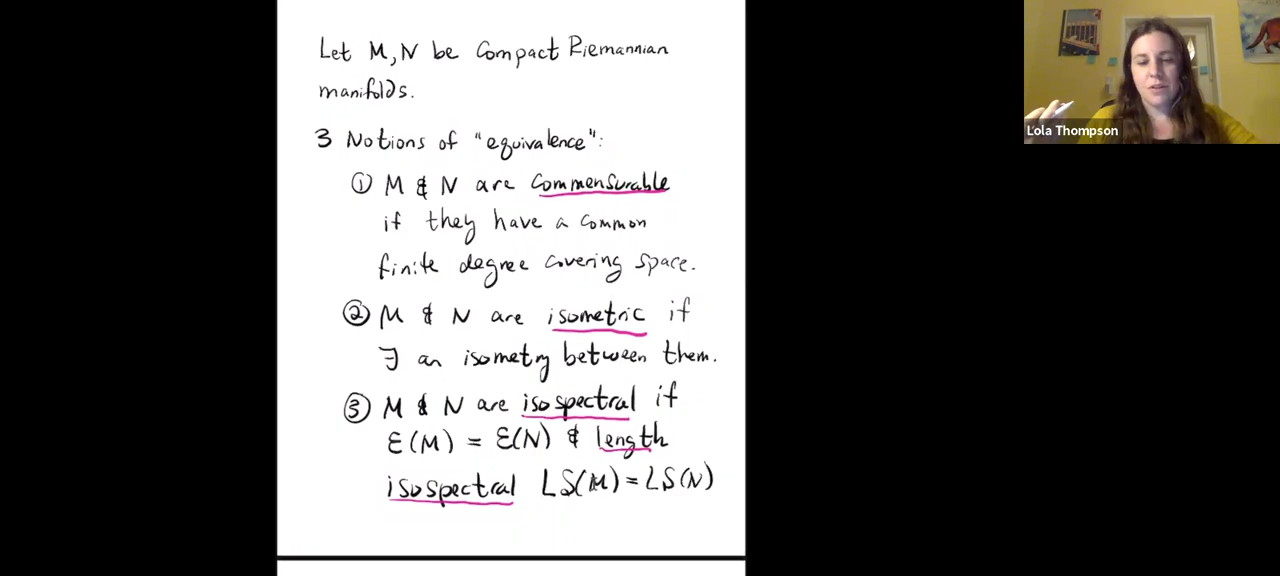 Let M, N be Compact Riemannian
manifolds.
3 Notions of "equivalence":
① M & N are Commensurable
if they have a common
finite degree covering space.
② M & N are isometric if
∃ an isometry between them.
③ M & N are isospectral if
ℰ(M) = ℰ(N) & length
isospectral LS(M) = LS(N)
Lola Thompson